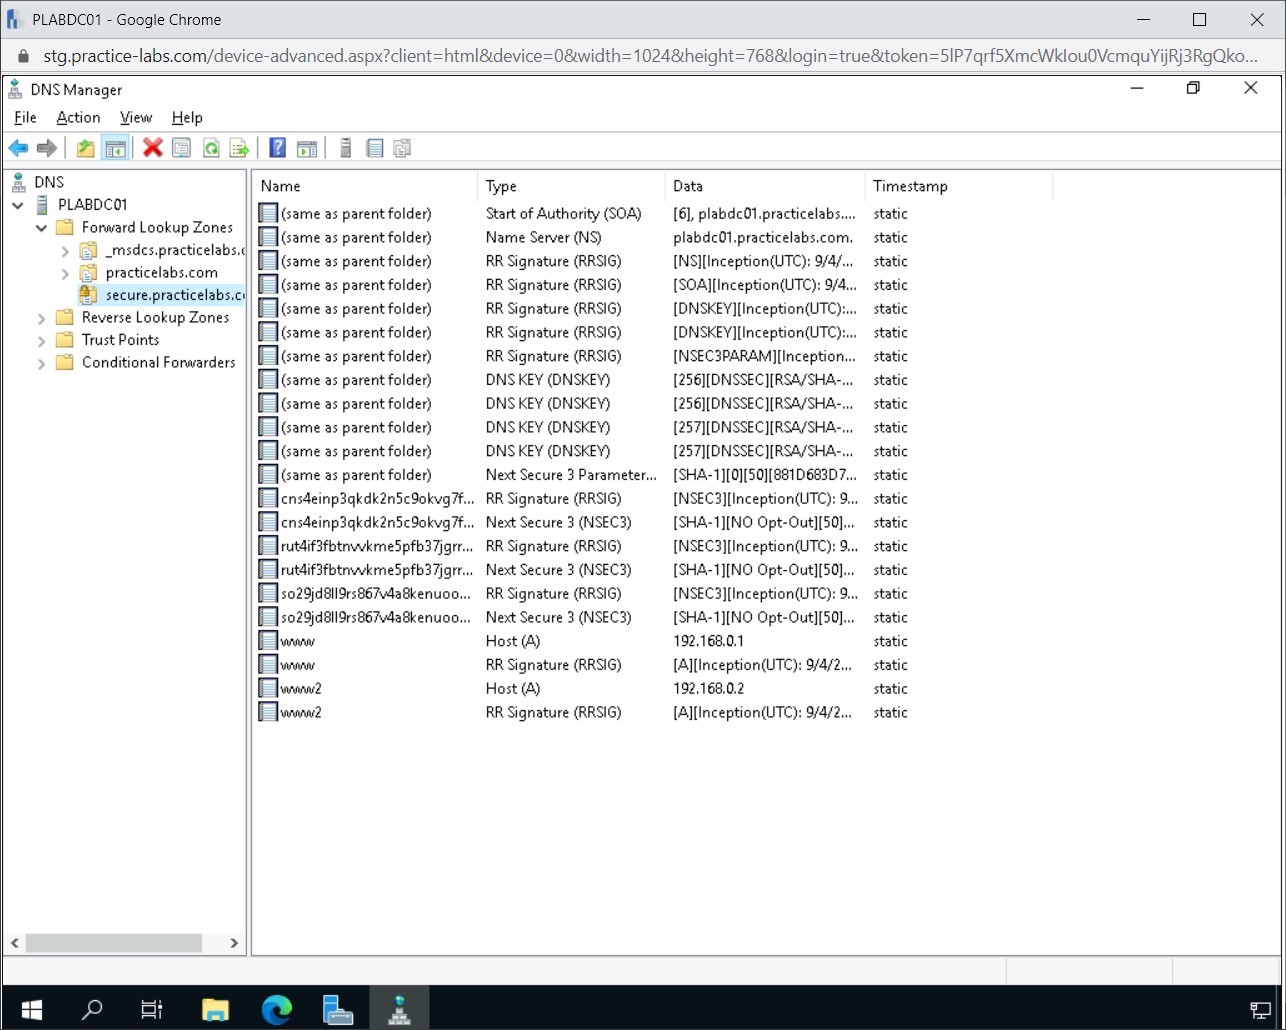 PLABDC01 - Google Chrome
stg.practice-labs.com/device-advanced.aspx?client=html&device=0&width=1024&height=768&login=true&token=5lP7qrf5XmcWkIou0VcmquYijRj3RgQko...
DNS Manager
File Action View Help
DNS
PLABDC01
Forward Lookup Zones
_msdcs.practicelabs.c
practicelabs.com
secure.practicelabs.co
Reverse Lookup Zones
Trust Points
Conditional Forwarders
Name Type Data Timestamp
(same as parent folder) Start of Authority (SOA) [6], plabdc01.practicelabs.... static
(same as parent folder) Name Server (NS) plabdc01.practicelabs.com. static
(same as parent folder) RR Signature (RRSIG) [NS][Inception(UTC): 9/4/... static
(same as parent folder) RR Signature (RRSIG) [SOA][Inception(UTC): 9/4... static
(same as parent folder) RR Signature (RRSIG) [DNSKEY][Inception(UTC):... static
(same as parent folder) RR Signature (RRSIG) [DNSKEY][Inception(UTC):... static
(same as parent folder) RR Signature (RRSIG) [NSEC3PARAM][Inception... static
(same as parent folder) DNS KEY (DNSKEY) [256][DNSSEC][RSA/SHA-... static
(same as parent folder) DNS KEY (DNSKEY) [256][DNSSEC][RSA/SHA-... static
(same as parent folder) DNS KEY (DNSKEY) [257][DNSSEC][RSA/SHA-... static
(same as parent folder) DNS KEY (DNSKEY) [257][DNSSEC][RSA/SHA-... static
(same as parent folder) Next Secure 3 Parameter... [SHA-1][0][50][881D683D7... static
cns4einp3qkdk2n5c9okvg7f... RR Signature (RRSIG) [NSEC3][Inception(UTC): 9... static
cns4einp3qkdk2n5c9okvg7f... Next Secure 3 (NSEC3) [SHA-1][NO Opt-Out][50]... static
rut4if3fbtnvvkme5pfb37jgrr... RR Signature (RRSIG) [NSEC3][Inception(UTC): 9... static
rut4if3fbtnvvkme5pfb37jgrr... Next Secure 3 (NSEC3) [SHA-1][NO Opt-Out][50]... static
so29jd8ll9rs867v4a8kenuoo... RR Signature (RRSIG) [NSEC3][Inception(UTC): 9... static
so29jd8ll9rs867v4a8kenuoo... Next Secure 3 (NSEC3) [SHA-1][NO Opt-Out][50]... static
www Host (A) 192.168.0.1 static
www RR Signature (RRSIG) [A][Inception(UTC): 9/4/2... static
www2 Host (A) 192.168.0.2 static
www2 RR Signature (RRSIG) [A][Inception(UTC): 9/4/2... static